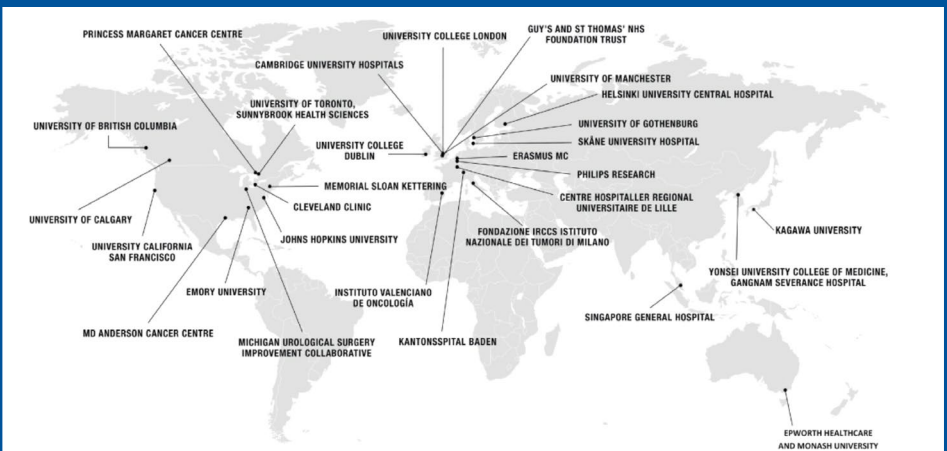 PRINCESS MARGARET CANCER CENTRE
UNIVERSITY COLLEGE LONDON
GUY'S AND ST THOMAS' NHS
FOUNDATION TRUST
CAMBRIDGE UNIVERSITY HOSPITALS
UNIVERSITY OF MANCHESTER
HELSINKI UNIVERSITY CENTRAL HOSPITAL
UNIVERSITY OF TORONTO,
SUNNYBROOK HEALTH SCIENCES
UNIVERSITY OF BRITISH COLUMBIA
UNIVERSITY OF GOTHENBURG
UNIVERSITY COLLEGE
DUBLIN
SKÅNE UNIVERSITY HOSPITAL
ERASMUS MC
PHILIPS RESEARCH
MEMORIAL SLOAN KETTERING
CENTRE HOSPITALLER REGIONAL
UNIVERSITAIRE DE LILLE
CLEVELAND CLINIC
UNIVERSITY OF CALGARY
JOHNS HOPKINS UNIVERSITY
FONDAZIONE IRCCS ISTITUTO
NAZIONALE DEI TUMORI DI MILANO
KAGAWA UNIVERSITY
UNIVERSITY CALIFORNIA
SAN FRANCISCO
YONSEI UNIVERSITY COLLEGE OF MEDICINE,
GANGNAM SEVERANCE HOSPITAL
EMORY UNIVERSITY
INSTITUTO VALENCIANO
DE ONCOLOGÍA
SINGAPORE GENERAL HOSPITAL
MD ANDERSON CANCER CENTRE
MICHIGAN UROLOGICAL SURGERY
IMPROVEMENT COLLABORATIVE
KANTONSSPITAL BADEN
EPWORTH HEALTHCARE
AND MONASH UNIVERSITY